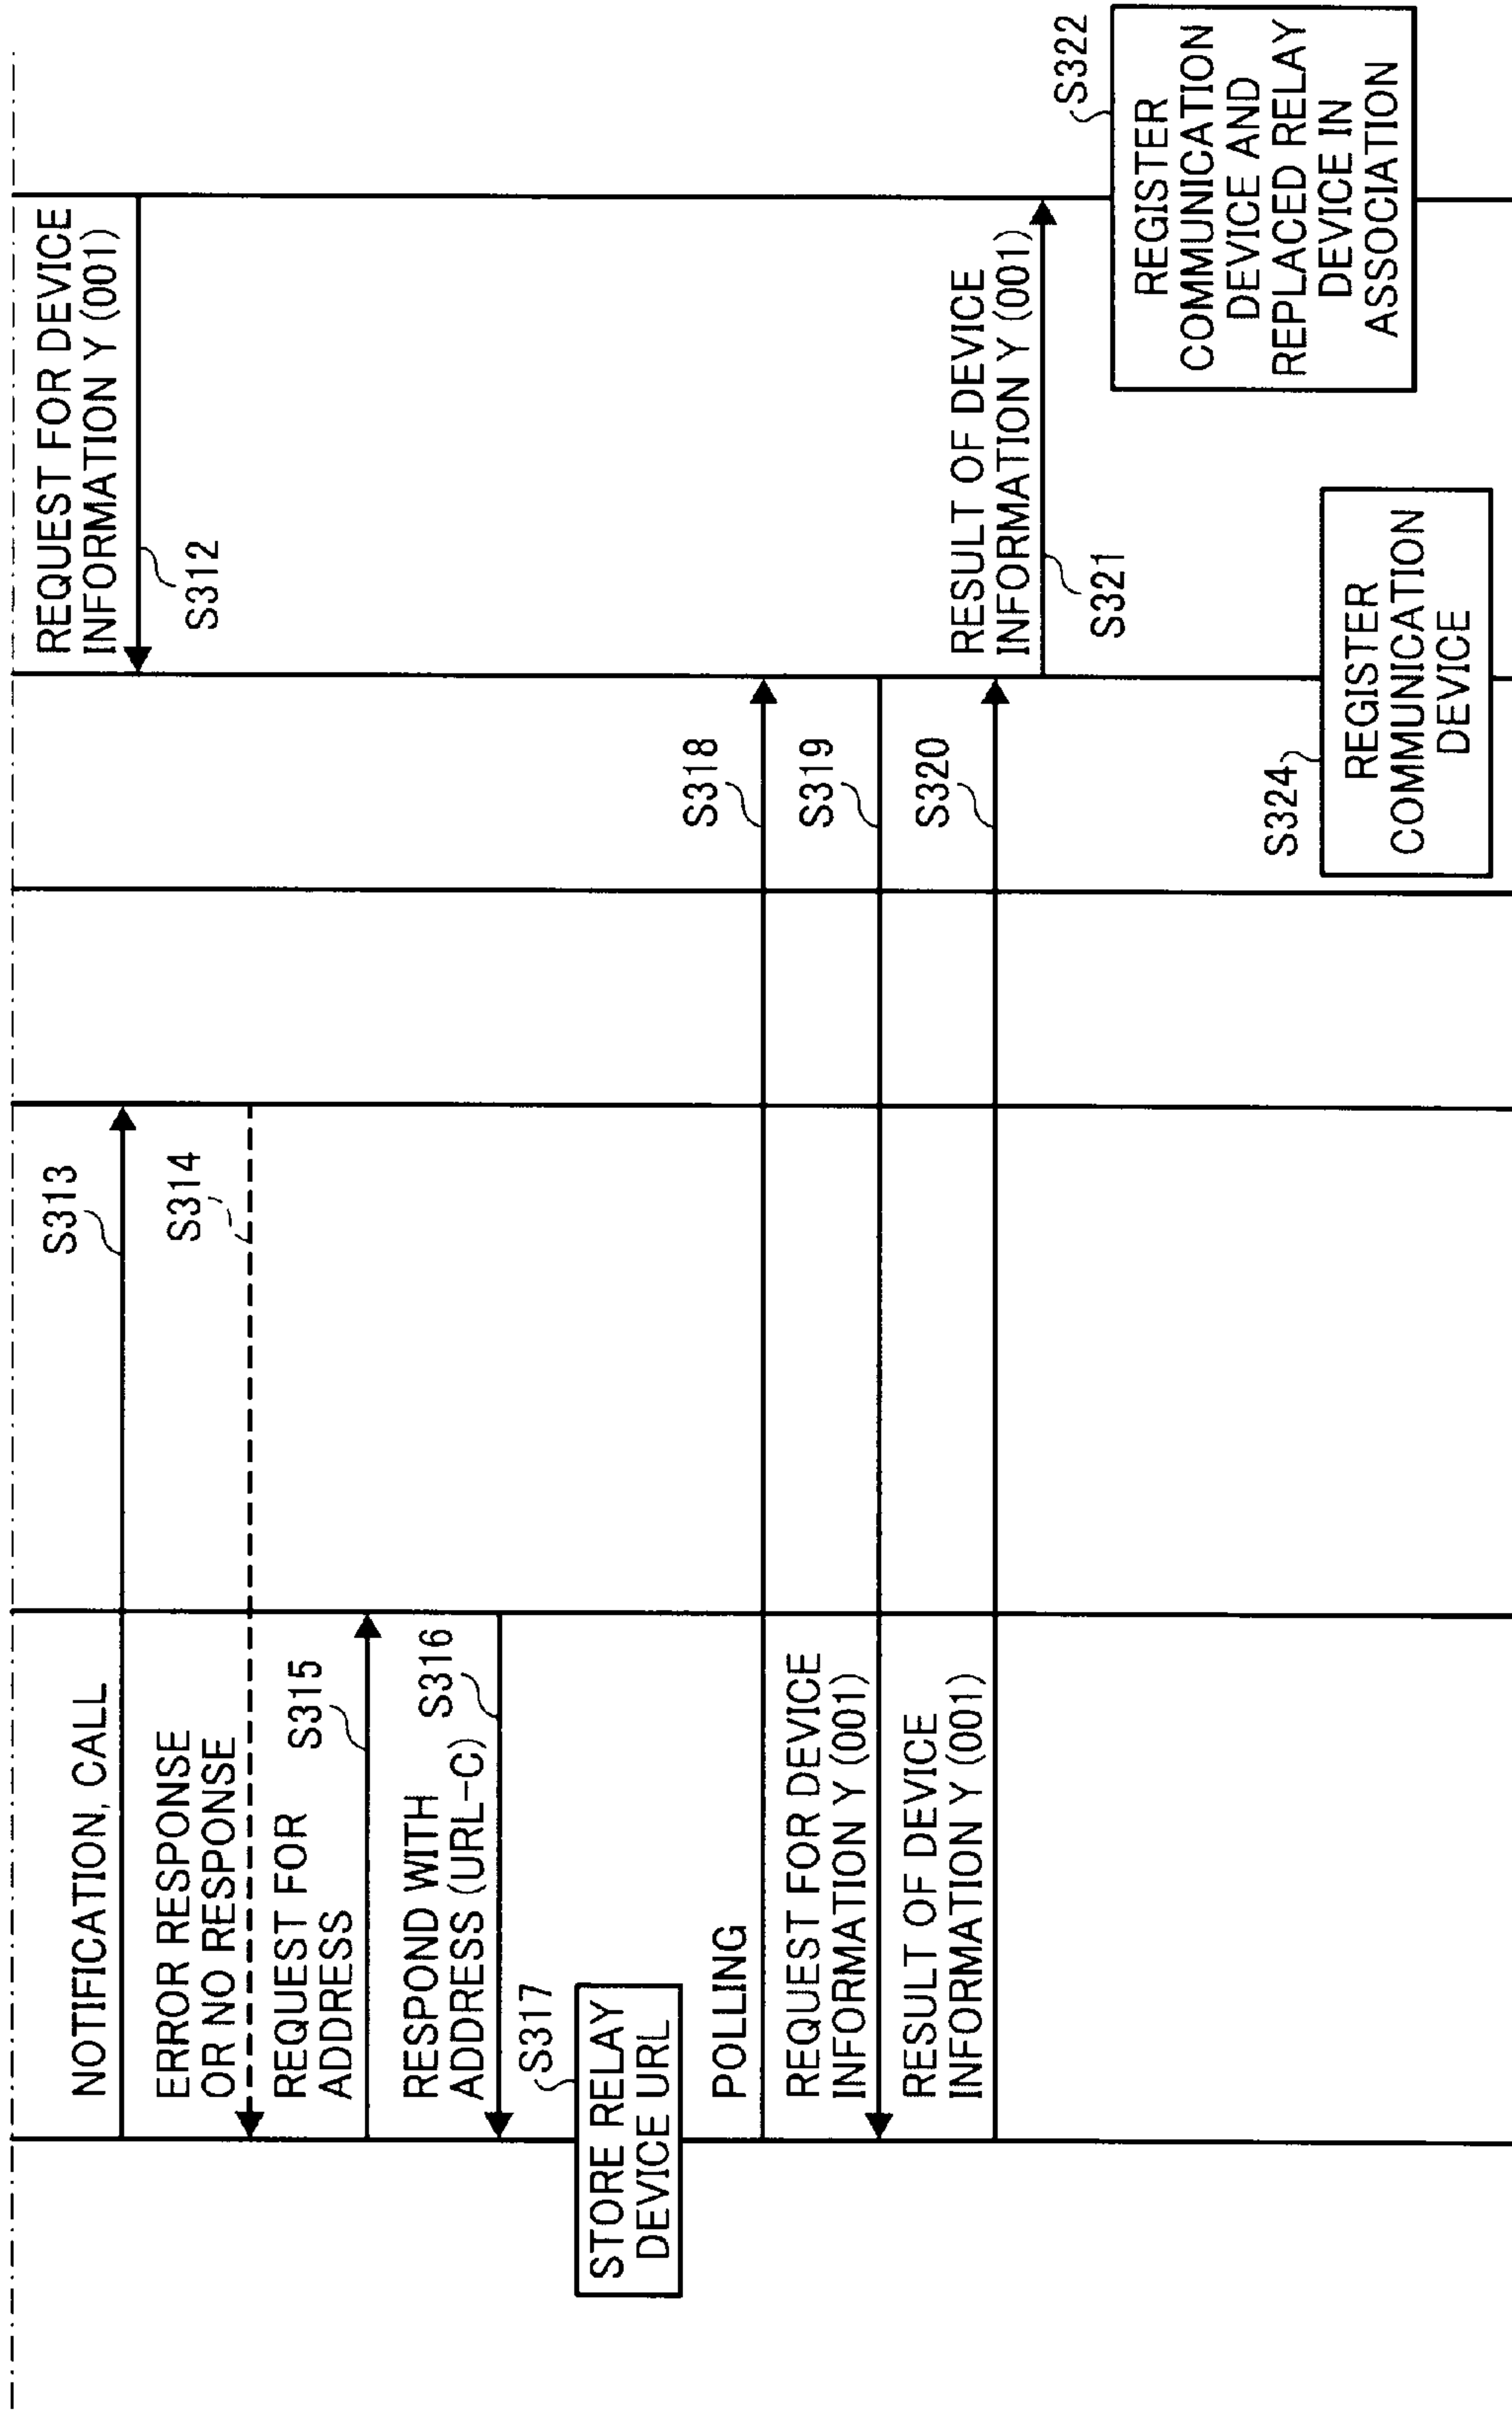 REQUEST FOR DEVICE
INFORMATION Y (001)
S312
NOTIFICATION, CALL
S313
ERROR RESPONSE
OR NO RESPONSE
S314
REQUEST FOR
ADDRESS
S315
RESPOND WITH
ADDRESS (URL-C)
S316
S317
STORE RELAY
DEVICE URL
POLLING
S318
REQUEST FOR DEVICE
INFORMATION Y (001)
S319
RESULT OF DEVICE
INFORMATION Y (001)
S320
RESULT OF DEVICE
INFORMATION Y (001)
S321
S322
REGISTER
COMMUNICATION
DEVICE AND
REPLACED RELAY
DEVICE IN
ASSOCIATION
S324
REGISTER
COMMUNICATION
DEVICE